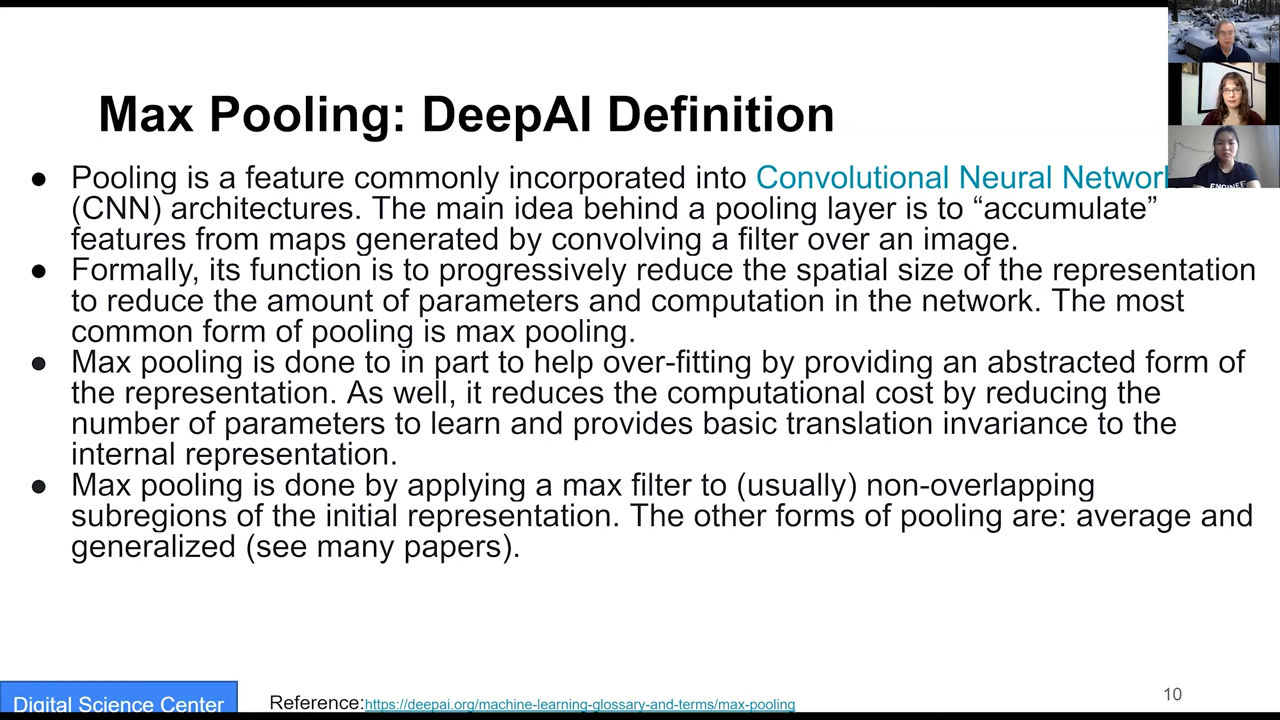 Max Pooling: DeepAI Definition
● Pooling is a feature commonly incorporated into Convolutional Neural Network
(CNN) architectures. The main idea behind a pooling layer is to “accumulate”
features from maps generated by convolving a filter over an image.
● Formally, its function is to progressively reduce the spatial size of the representation
to reduce the amount of parameters and computation in the network. The most
common form of pooling is max pooling.
● Max pooling is done to in part to help over-fitting by providing an abstracted form of
the representation. As well, it reduces the computational cost by reducing the
number of parameters to learn and provides basic translation invariance to the
internal representation.
● Max pooling is done by applying a max filter to (usually) non-overlapping
subregions of the initial representation. The other forms of pooling are: average and
generalized (see many papers).
Digital Science Center
Reference:https://deepai.org/machine-learning-glossary-and-terms/max-pooling
10